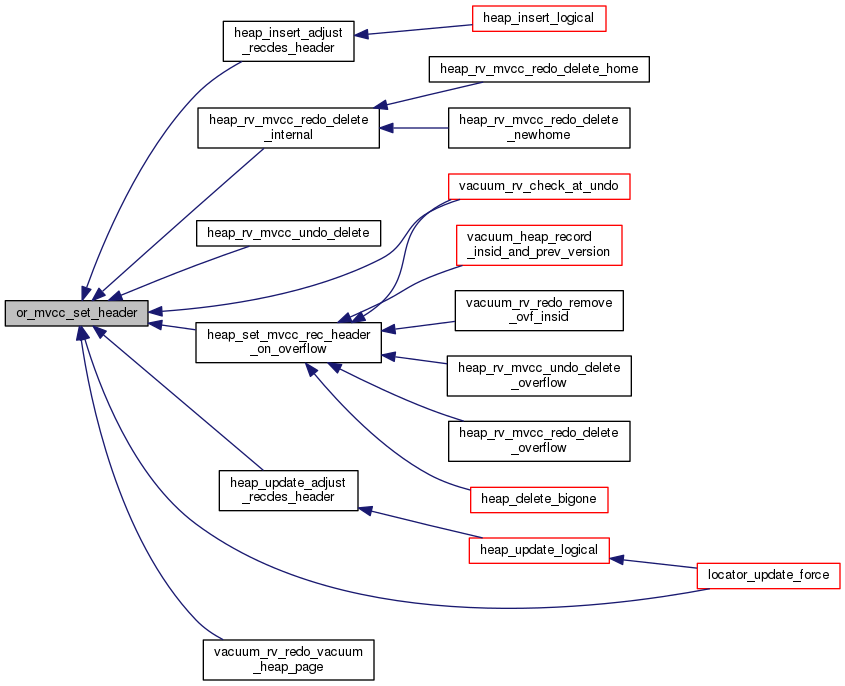 heap_insert_logical
heap_insert_adjust
_recdes_header
heap_rv_mvcc_redo_delete_home
heap_rv_mvcc_redo_delete
_internal
heap_rv_mvcc_redo_delete
_newhome
vacuum_rv_check_at_undo
heap_rv_mvcc_undo_delete
vacuum_heap_record
_insid_and_prev_version
or_mvcc_set_header
vacuum_rv_redo_remove
_ovf_insid
heap_set_mvcc_rec_header
_on_overflow
heap_rv_mvcc_undo_delete
_overflow
heap_rv_mvcc_redo_delete
_overflow
heap_update_adjust
_recdes_header
heap_delete_bigone
heap_update_logical
locator_update_force
vacuum_rv_redo_vacuum
_heap_page